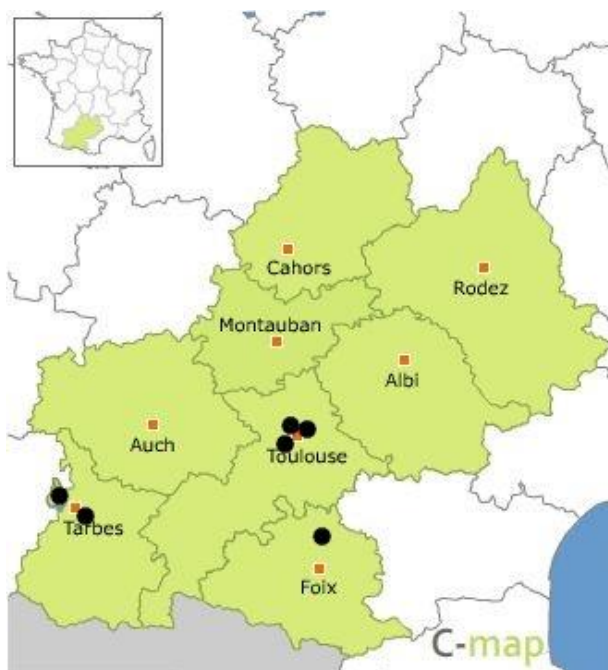 Cahors
Rodez
Montauban
Albi
Auch
Toulouse
Tarbes
Foix
C-map